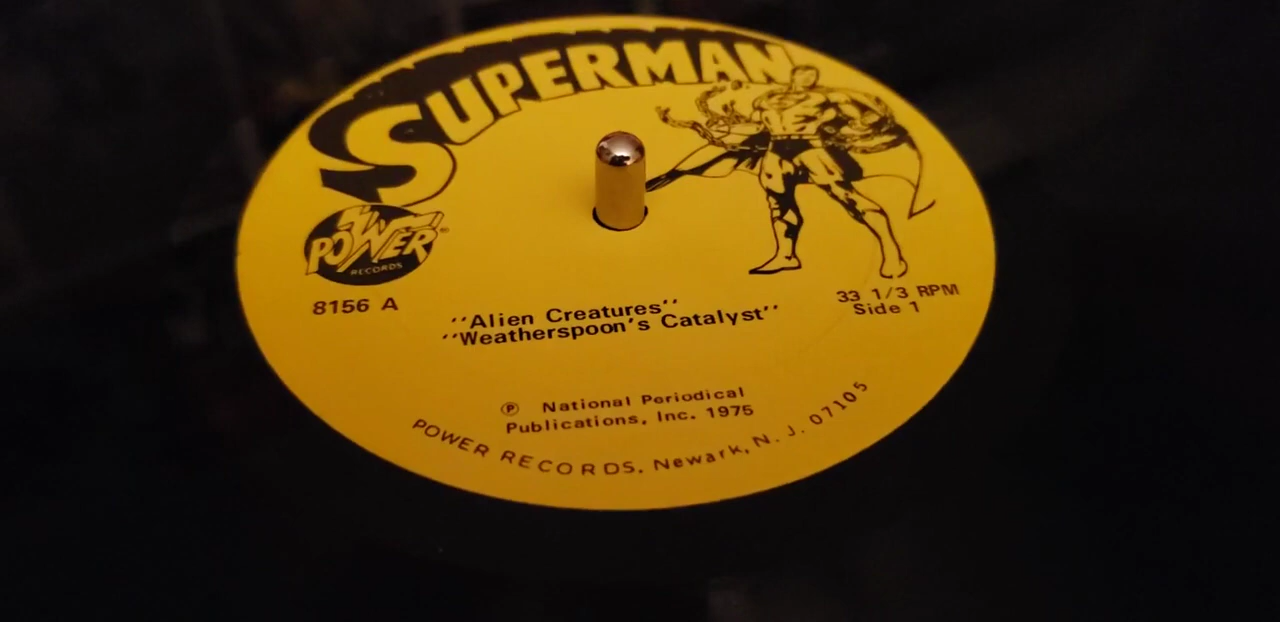 SUPERMAN
POWER®
RECORDS
8156 A
33 1/3 RPM
Side 1
"Alien Creatures"
"Weatherspoon's Catalyst"
℗ National Periodical
Publications, Inc. 1975
POWER RECORDS, Newark, N. J. 07105